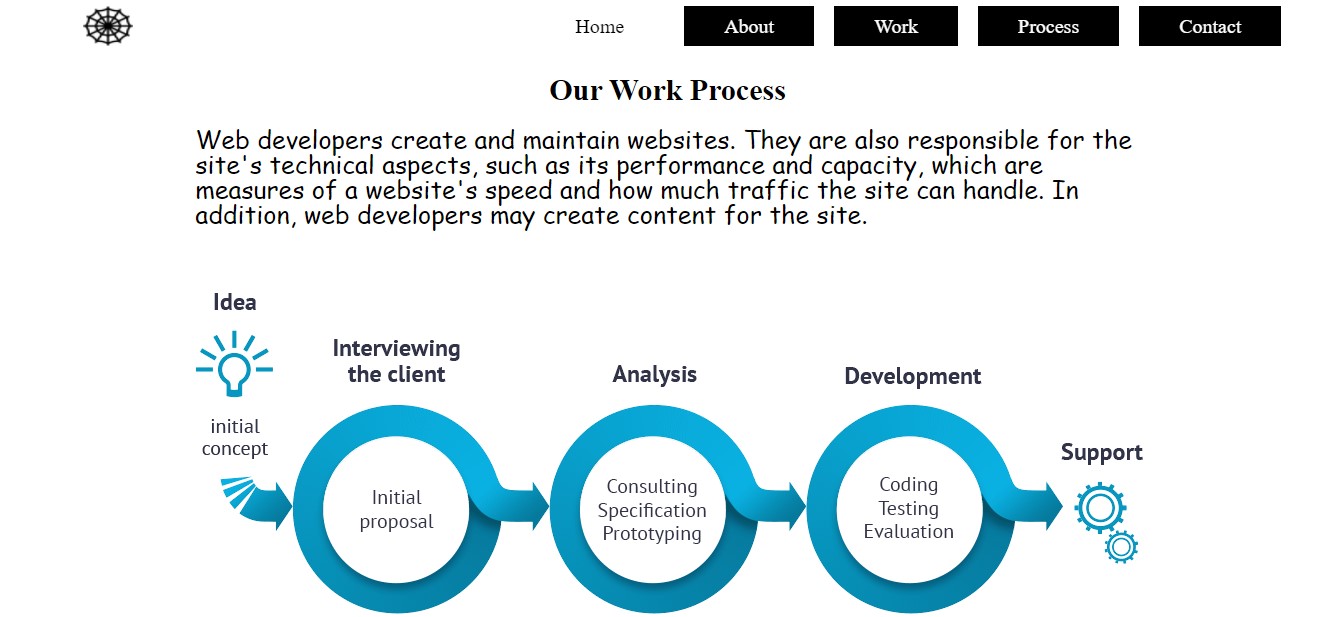 Home About Work Process Contact
Our Work Process
Web developers create and maintain websites. They are also responsible for the
site's technical aspects, such as its performance and capacity, which are
measures of a website's speed and how much traffic the site can handle. In
addition, web developers may create content for the site.
Idea
initial
concept
Interviewing
the client
Initial
proposal
Analysis
Consulting
Specification
Prototyping
Development
Coding
Testing
Evaluation
Support